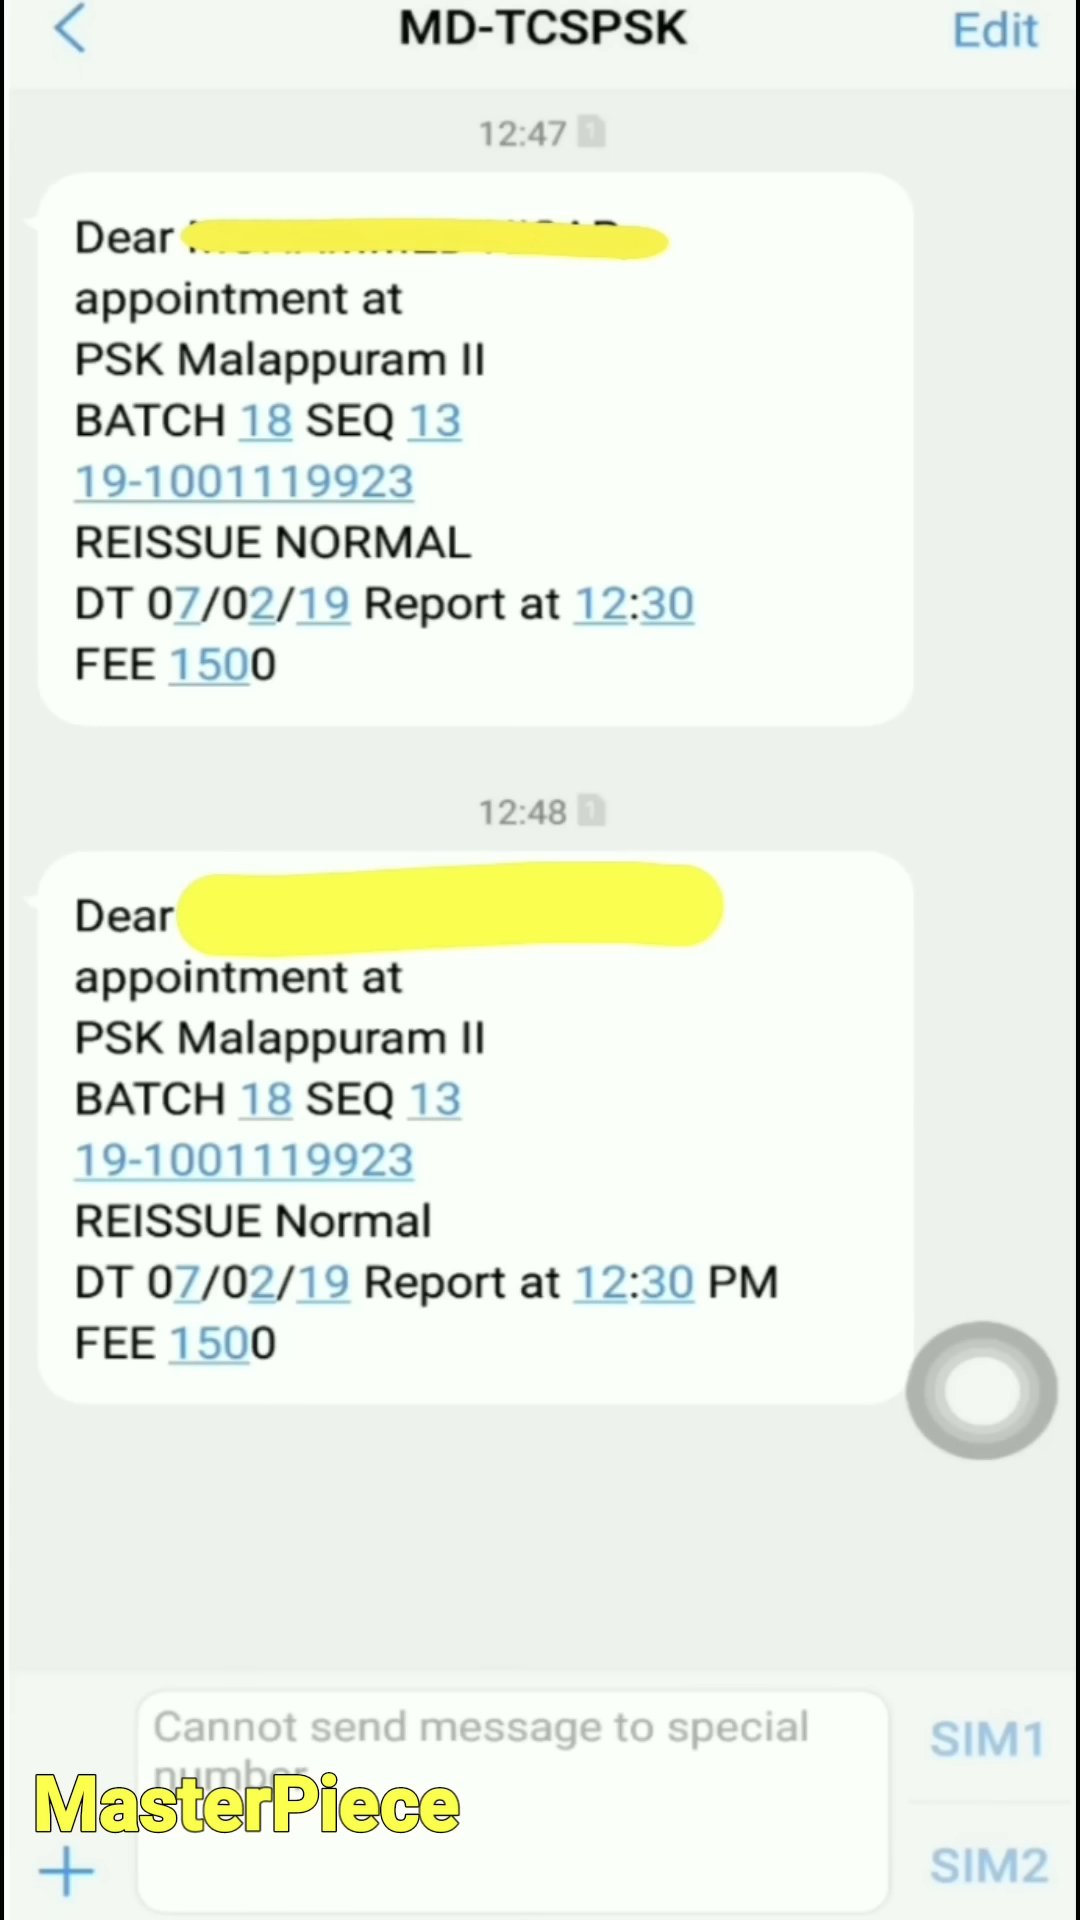 MD-TCSPSK
Edit
12:47 1
Dear
appointment at
PSK Malappuram II
BATCH 18 SEQ 13
19-1001119923
REISSUE NORMAL
DT 07/02/19 Report at 12:30
FEE 1500
12:48 1
Dear
appointment at
PSK Malappuram II
BATCH 18 SEQ 13
19-1001119923
REISSUE Normal
DT 07/02/19 Report at 12:30 PM
FEE 1500
Cannot send message to special
number
SIM1
MasterPiece
SIM2